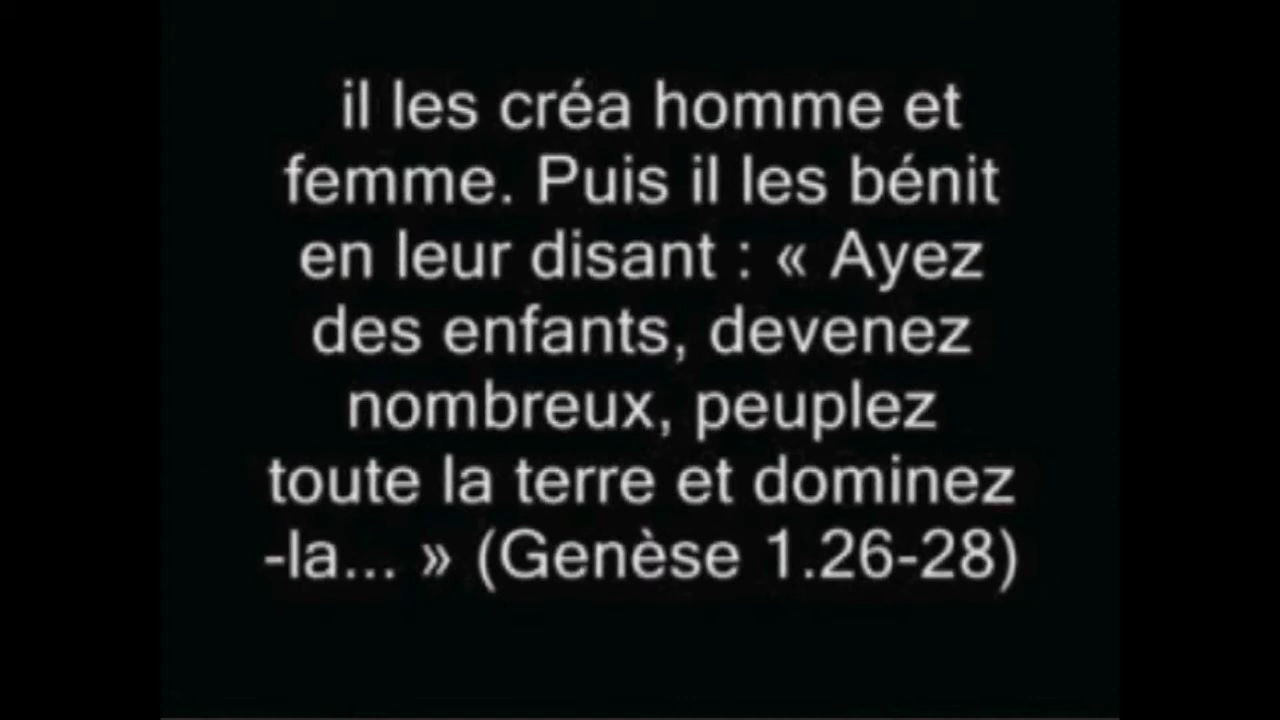 il les créa homme et
femme. Puis il les bénit
en leur disant : « Ayez
des enfants, devenez
nombreux, peuplez
toute la terre et dominez
-la... » (Genèse 1.26-28)